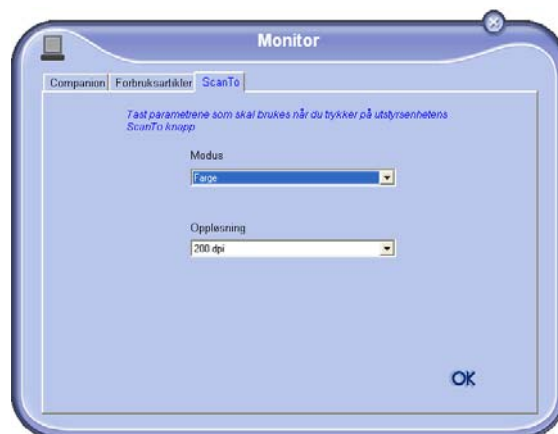 Monitor
Companion Forbruksartikler ScanTo
Tast parametrene som skal brukes når du trykker på utstyrsenhetens
ScanTo knapp
Modus
Farge
Oppløsning
200 dpi
OK